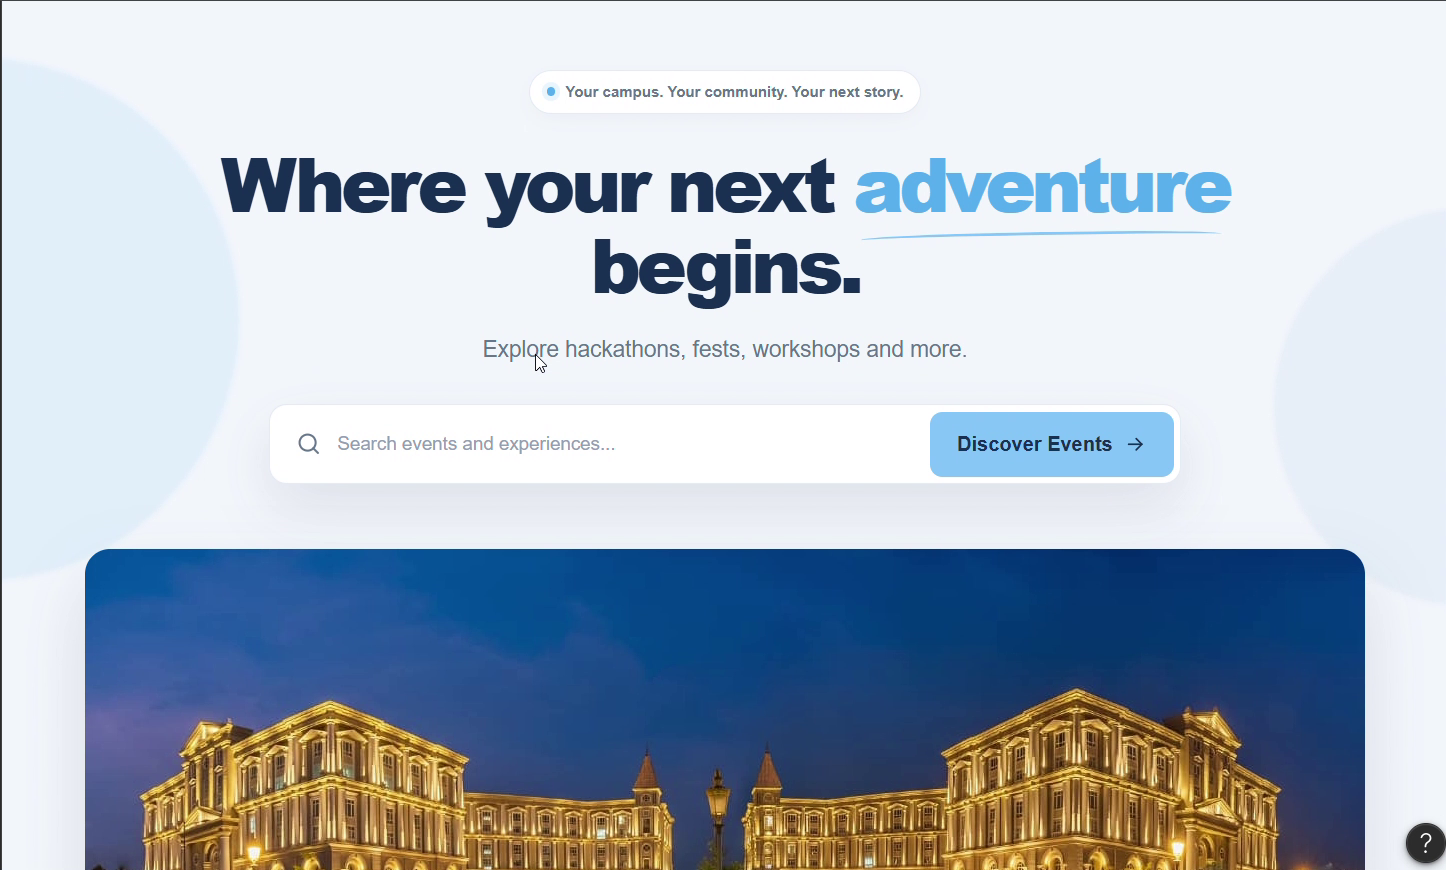 Your campus. Your community. Your next story.
Where your next adventure
begins.
Explore hackathons, fests, workshops and more.
Search events and experiences...
Discover Events →
?